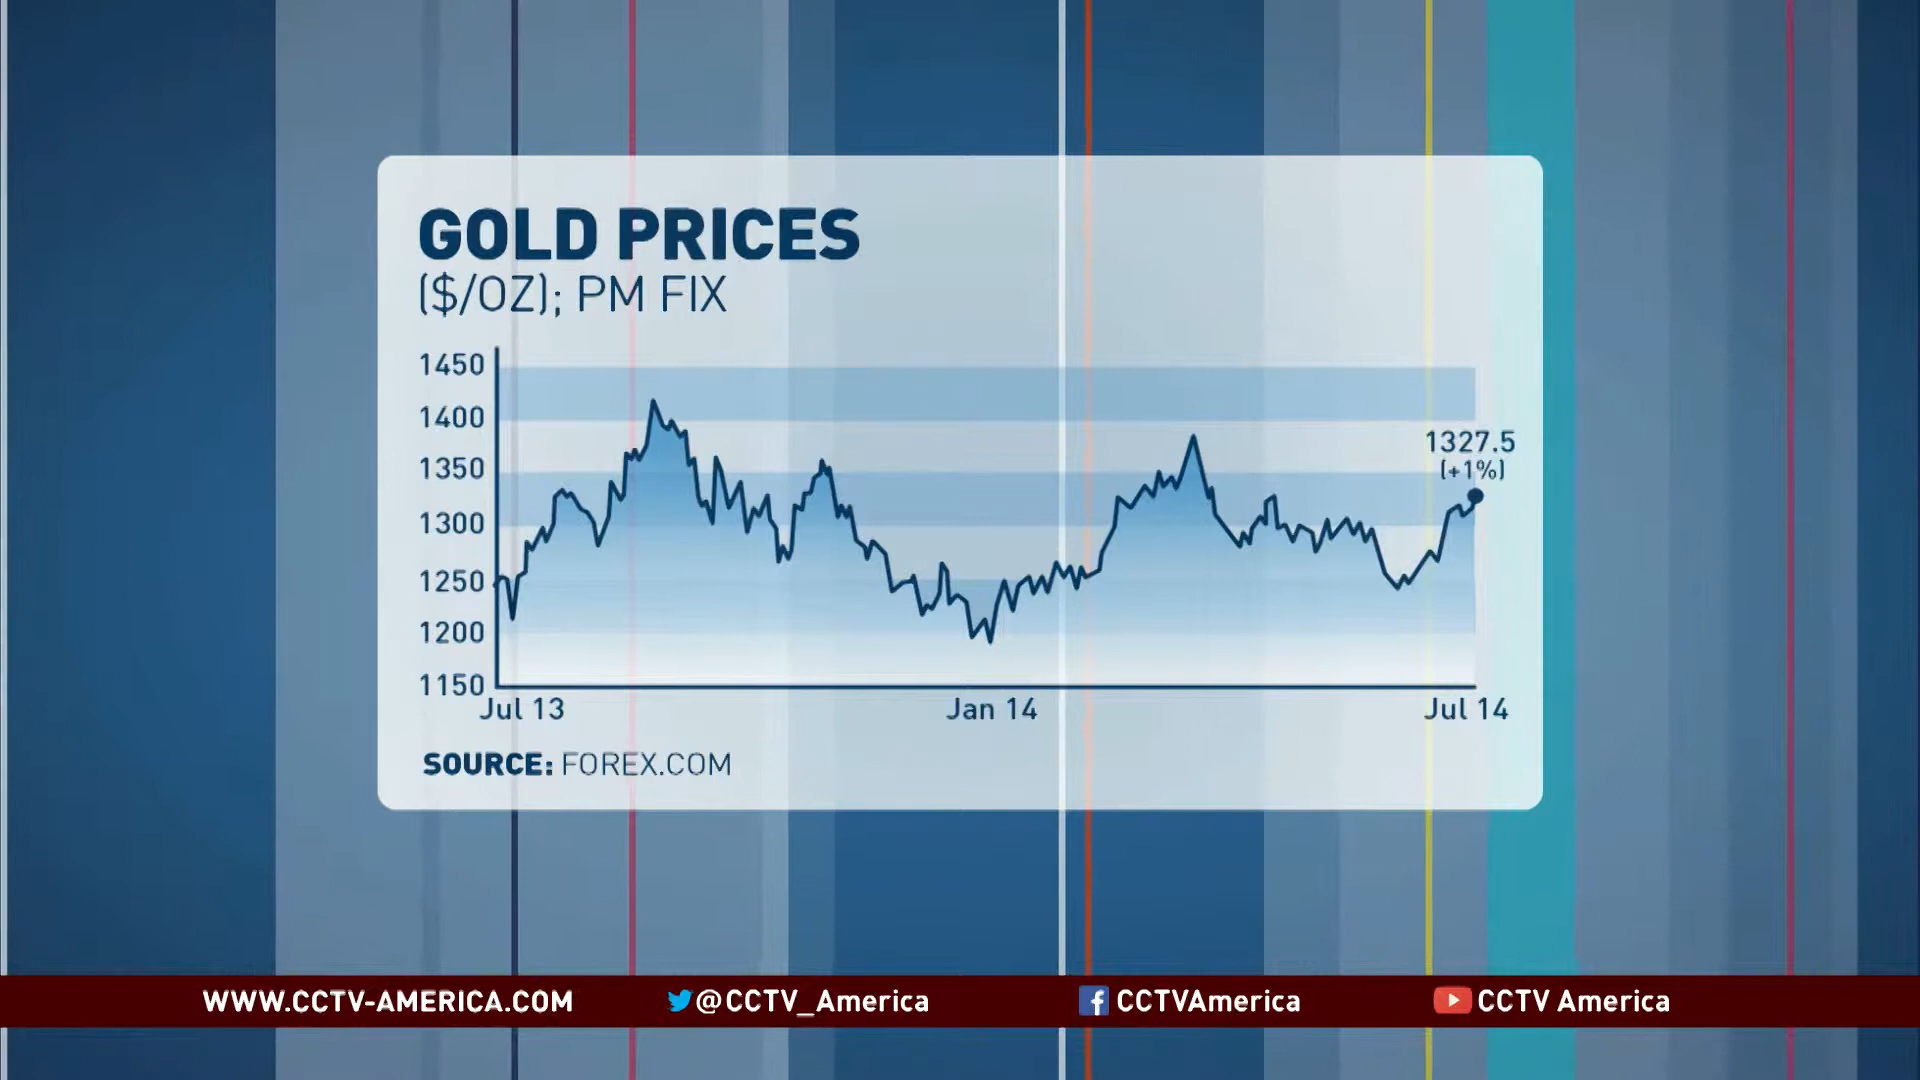 GOLD PRICES
($/OZ); PM FIX
1450
1400
1350
1300
1250
1200
1150
1327.5
(+1%)
Jul 13
Jan 14
Jul 14
SOURCE: FOREX.COM
WWW.CCTV-AMERICA.COM
@CCTV_America
CCTVAmerica
CCTV America